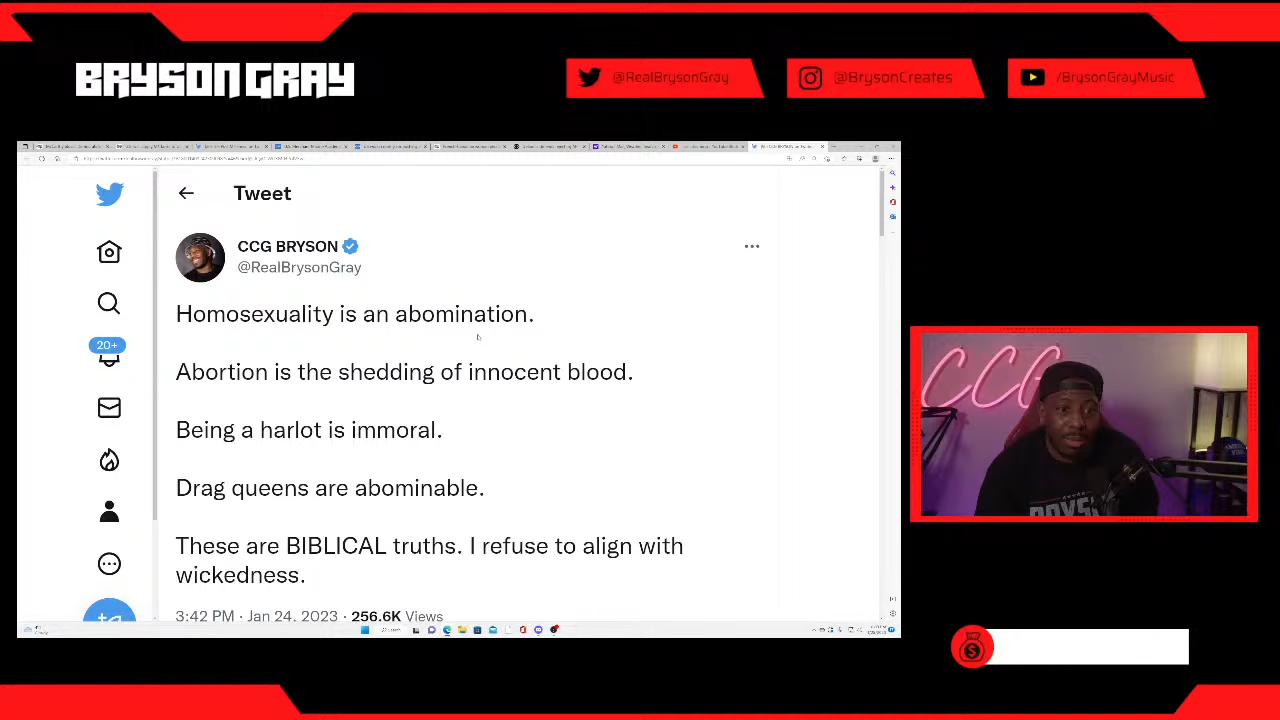 BRYSON GRAY
@RealBrysonGray
@BrysonCreates
/BrysonGrayMusic
Tweet
CCG BRYSON
@RealBrysonGray
Homosexuality is an abomination.
Abortion is the shedding of innocent blood.
Being a harlot is immoral.
Drag queens are abominable.
These are BIBLICAL truths. I refuse to align with
wickedness.
3:42 PM · Jan 24, 2023 · 256.6K Views
20+
CCG